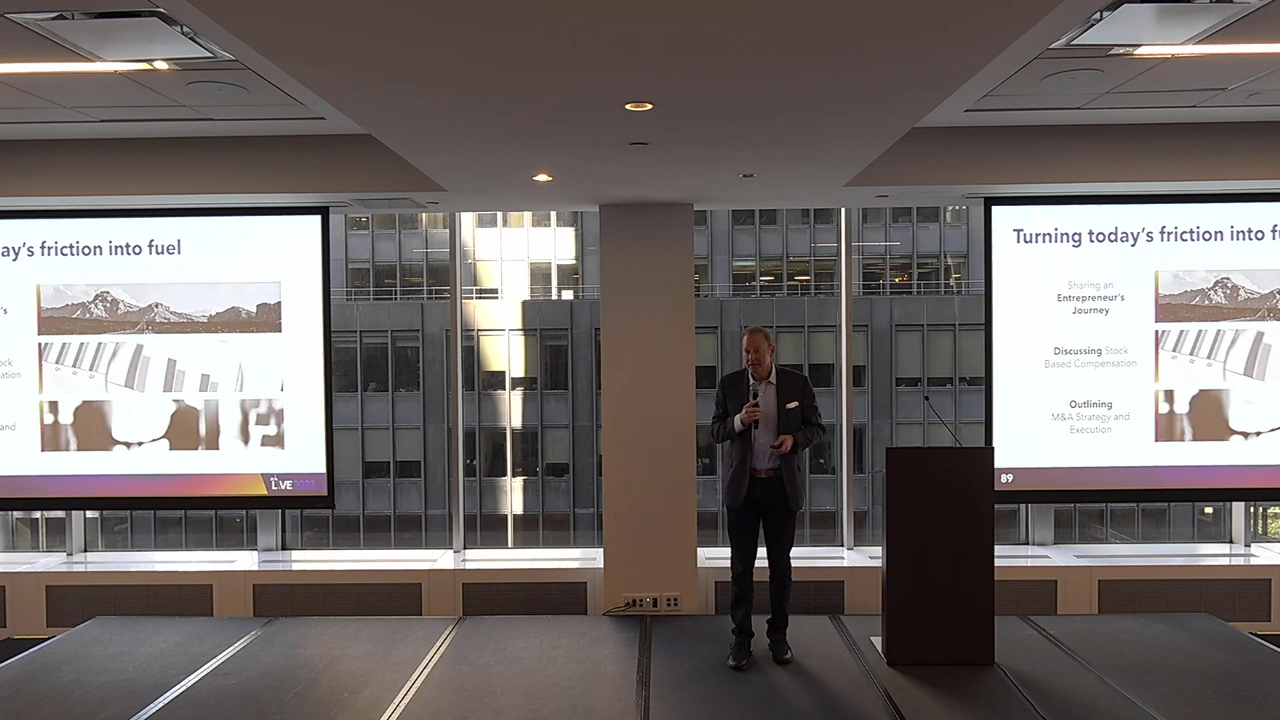 ay's friction into fuel
's
ock
ation
and
LIVE2023
Turning today's friction into fu
Sharing an
Entrepreneur's
Journey
Discussing Stock
Based Compensation
Outlining
M&A Strategy and
Execution
89